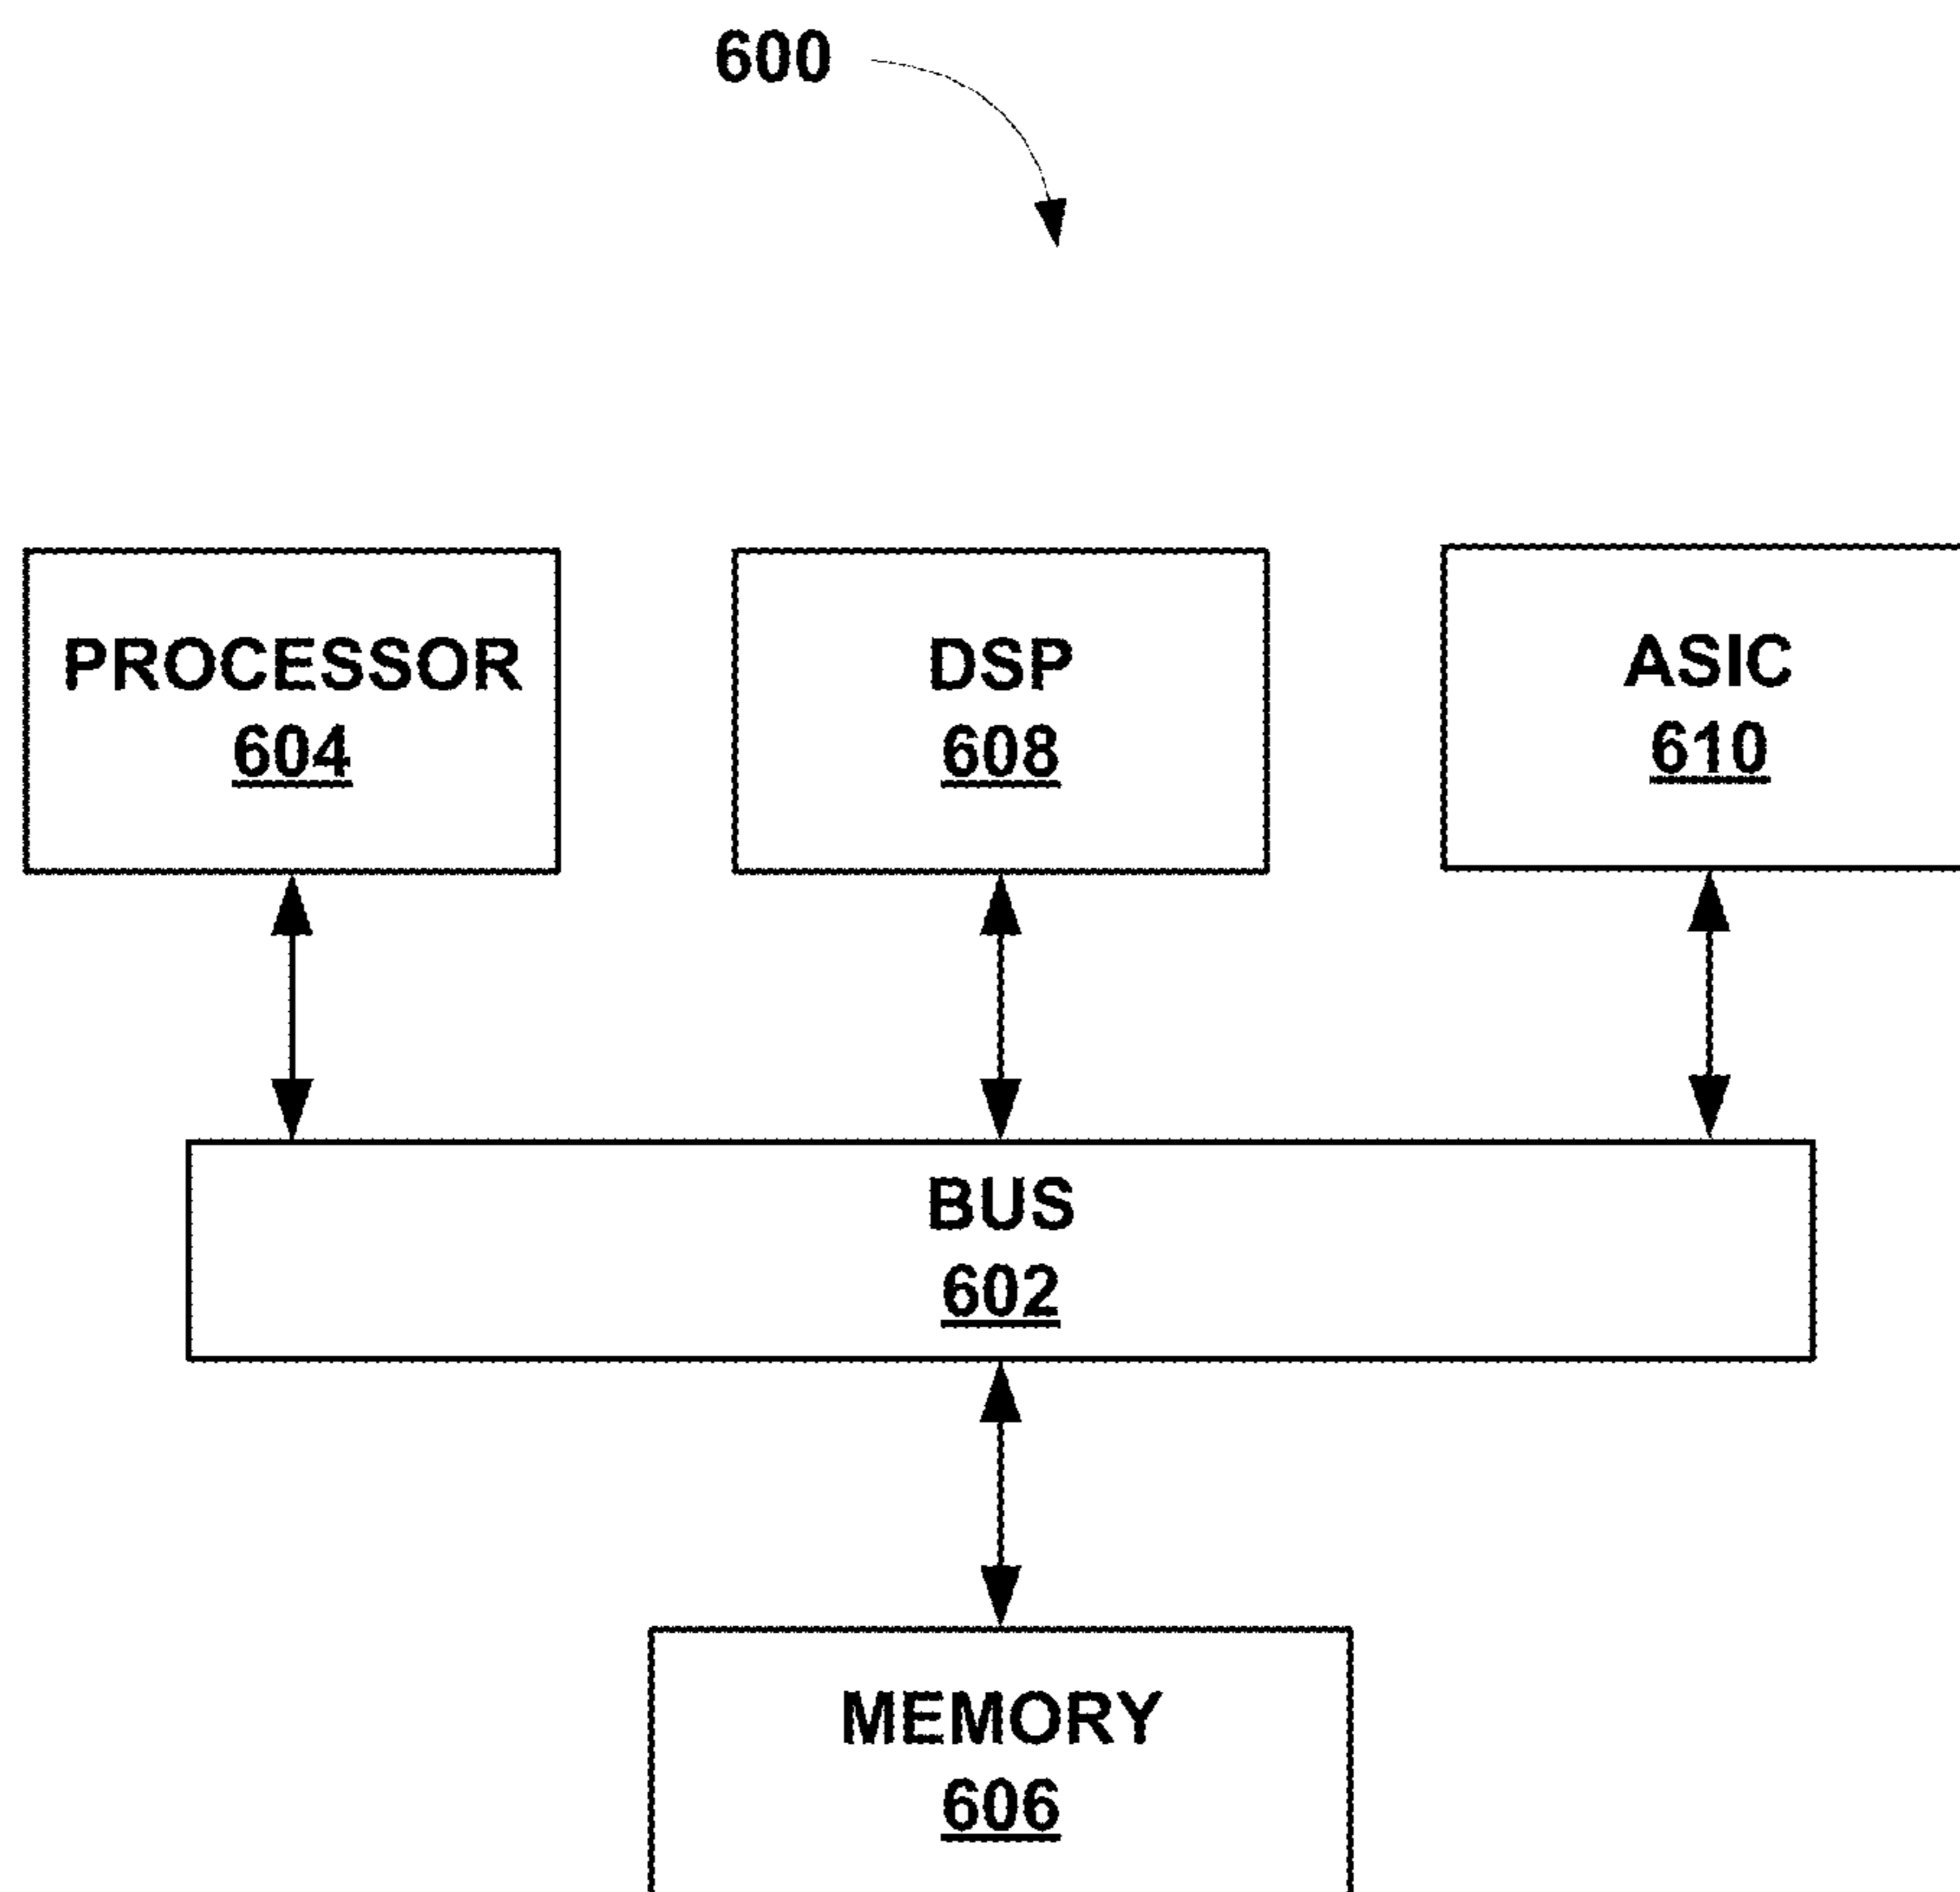 600
PROCESSOR
604
DSP
608
ASIC
610
BUS
602
MEMORY
606